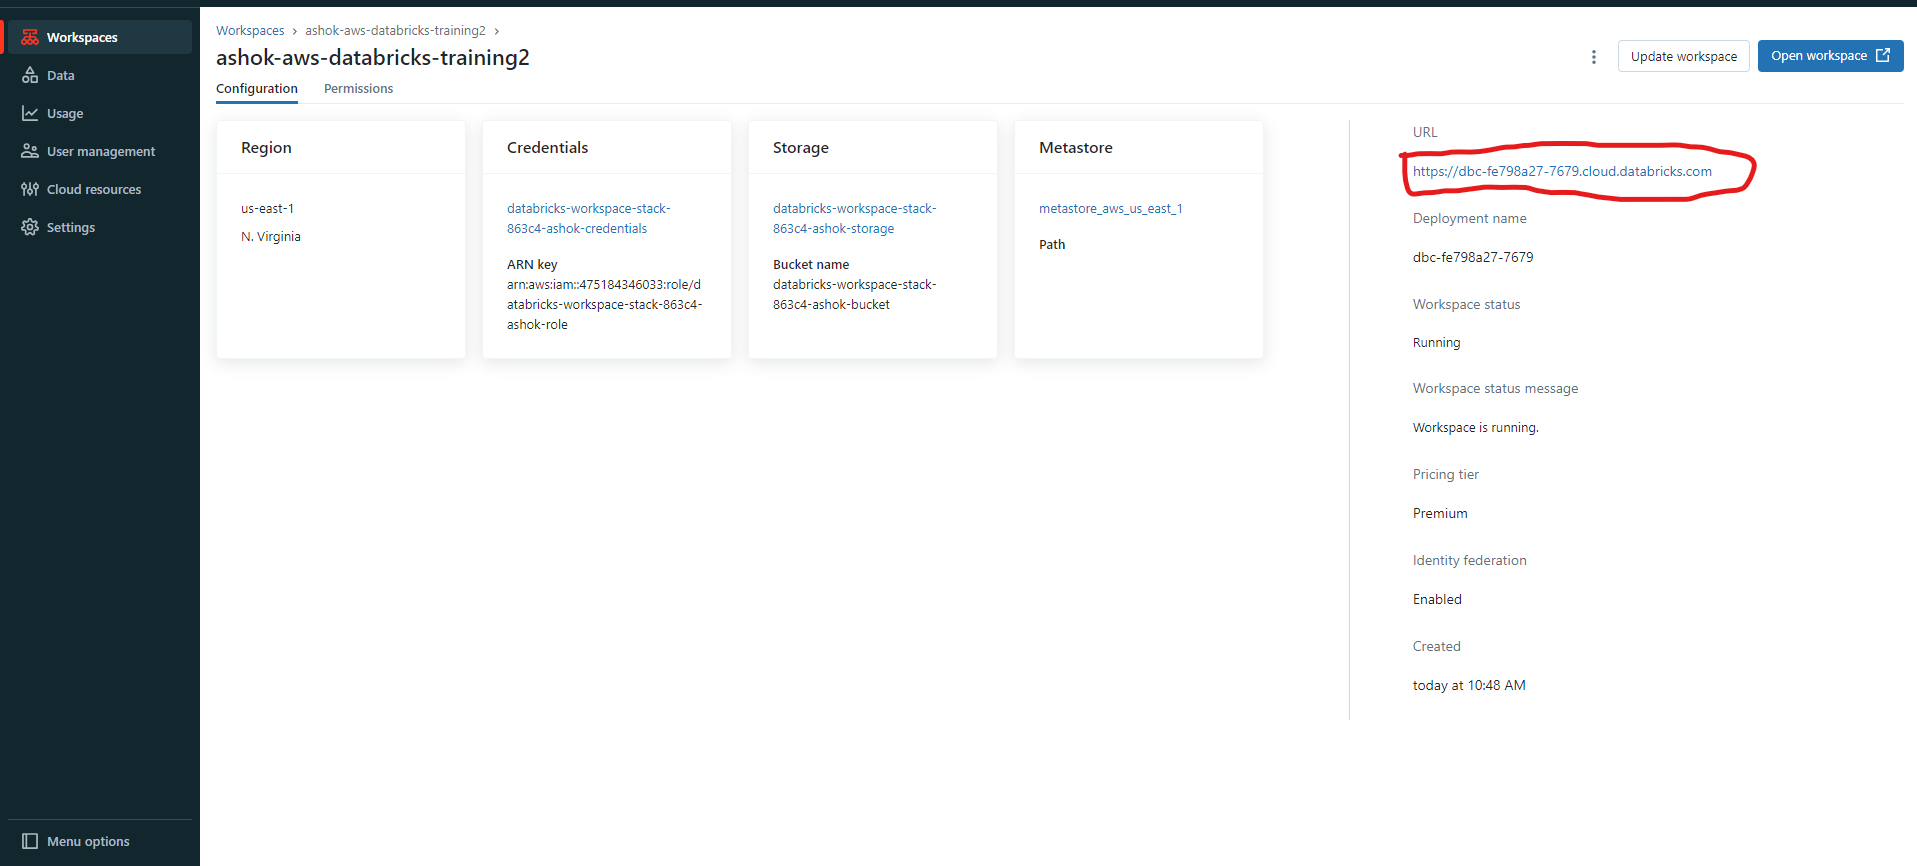 Workspaces
Data
Usage
User management
Cloud resources
Settings
Menu options
Workspaces > ashok-aws-databricks-training2 >
ashok-aws-databricks-training2
Update workspace
Open workspace
Configuration Permissions
Region
us-east-1
N. Virginia
Credentials
databricks-workspace-stack-
863c4-ashok-credentials
ARN key
arn:aws:iam::475184346033:role/d
atabricks-workspace-stack-863c4-
ashok-role
Storage
databricks-workspace-stack-
863c4-ashok-storage
Bucket name
databricks-workspace-stack-
863c4-ashok-bucket
Metastore
metastore_aws_us_east_1
Path
URL
https://dbc-fe798a27-7679.cloud.databricks.com
Deployment name
dbc-fe798a27-7679
Workspace status
Running
Workspace status message
Workspace is running.
Pricing tier
Premium
Identity federation
Enabled
Created
today at 10:48 AM